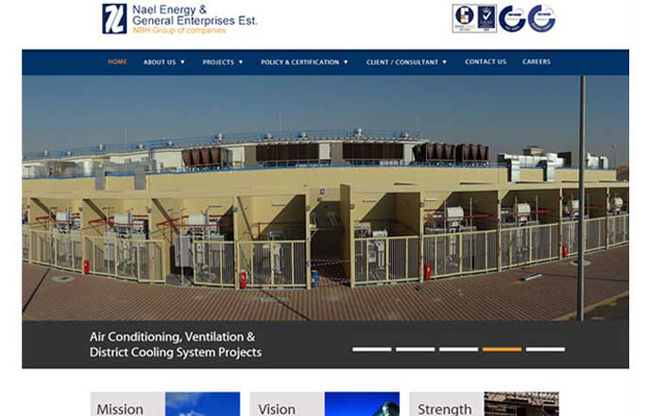 Nael Energy &
General Enterprises Est.
NBH Group of companies
HOME ABOUT US ▼ PROJECTS ▼ POLICY & CERTIFICATION ▼ CLIENT / CONSULTANT ▼ CONTACT US CAREERS
Air Conditioning, Ventilation &
District Cooling System Projects
Mission Vision Strength